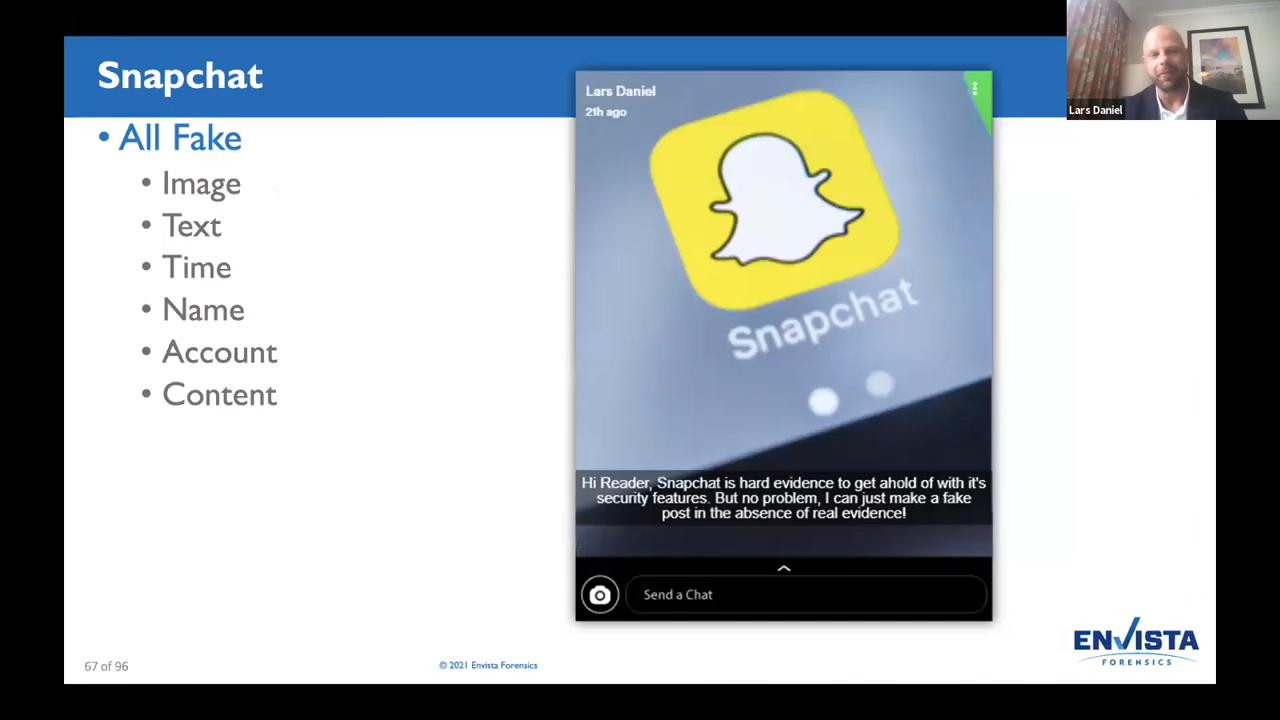 Snapchat
• All Fake
• Image
• Text
• Time
• Name
• Account
• Content
Lars Daniel
21h ago
Snapchat
Hi Reader, Snapchat is hard evidence to get ahold of with it's
security features. But no problem, I can just make a fake
post in the absence of real evidence!
Send a Chat
Lars Daniel
67 of 96
© 2021 Envista Forensics
ENVISTA
FORENSICS